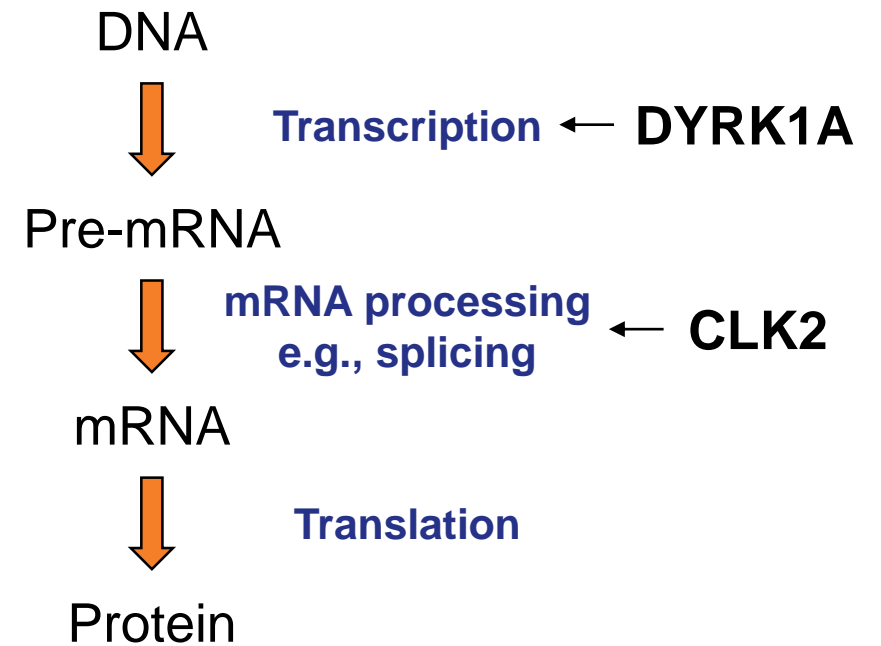 DNA
Transcription
DYRK1A
Pre-mRNA
mRNA processing
e.g., splicing
CLK2
mRNA
Translation
Protein